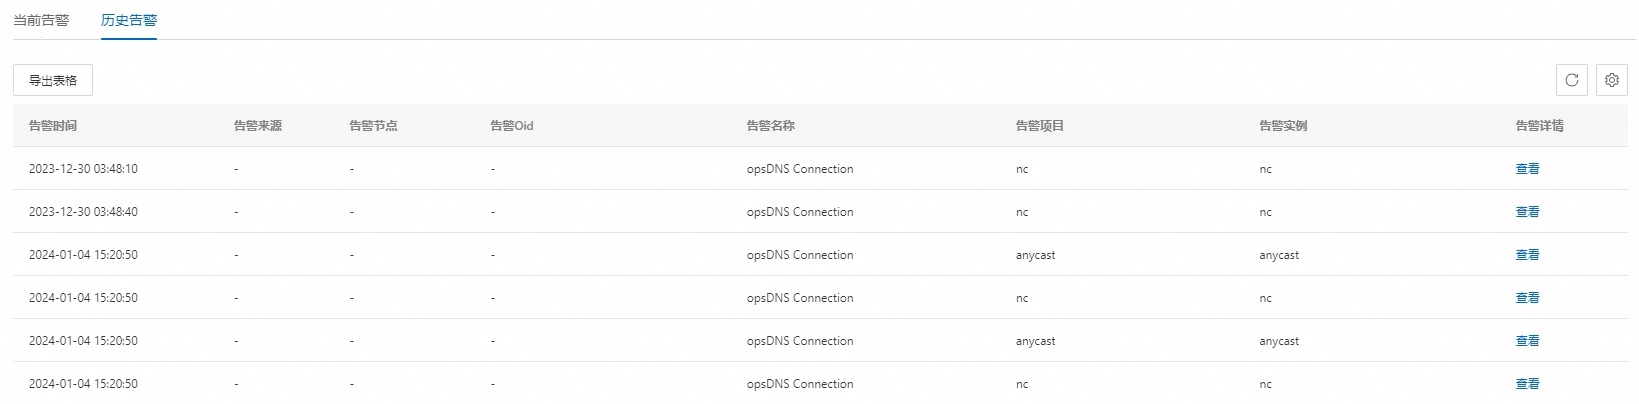 当前告警 历史告警
导出表格
告警时间 告警来源 告警节点 告警Oid 告警名称 告警项目 告警实例 告警详情
2023-12-30 03:48:10 - - - opsDNS Connection nc nc 查看
2023-12-30 03:48:40 - - - opsDNS Connection nc nc 查看
2024-01-04 15:20:50 - - - opsDNS Connection anycast anycast 查看
2024-01-04 15:20:50 - - - opsDNS Connection nc nc 查看
2024-01-04 15:20:50 - - - opsDNS Connection anycast anycast 查看
2024-01-04 15:20:50 - - - opsDNS Connection nc nc 查看